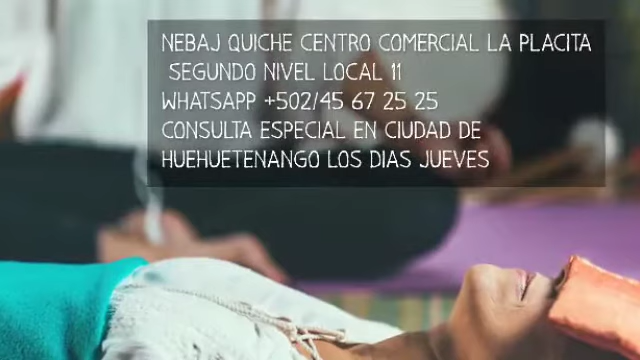 NEBAJ QUICHE CENTRO COMERCIAL LA PLACITA
SEGUNDO NIVEL LOCAL 11
WHATSAPP +502/45 67 25 25
CONSULTA ESPECIAL EN CIUDAD DE
HUEHUETENANGO LOS DIAS JUEVES